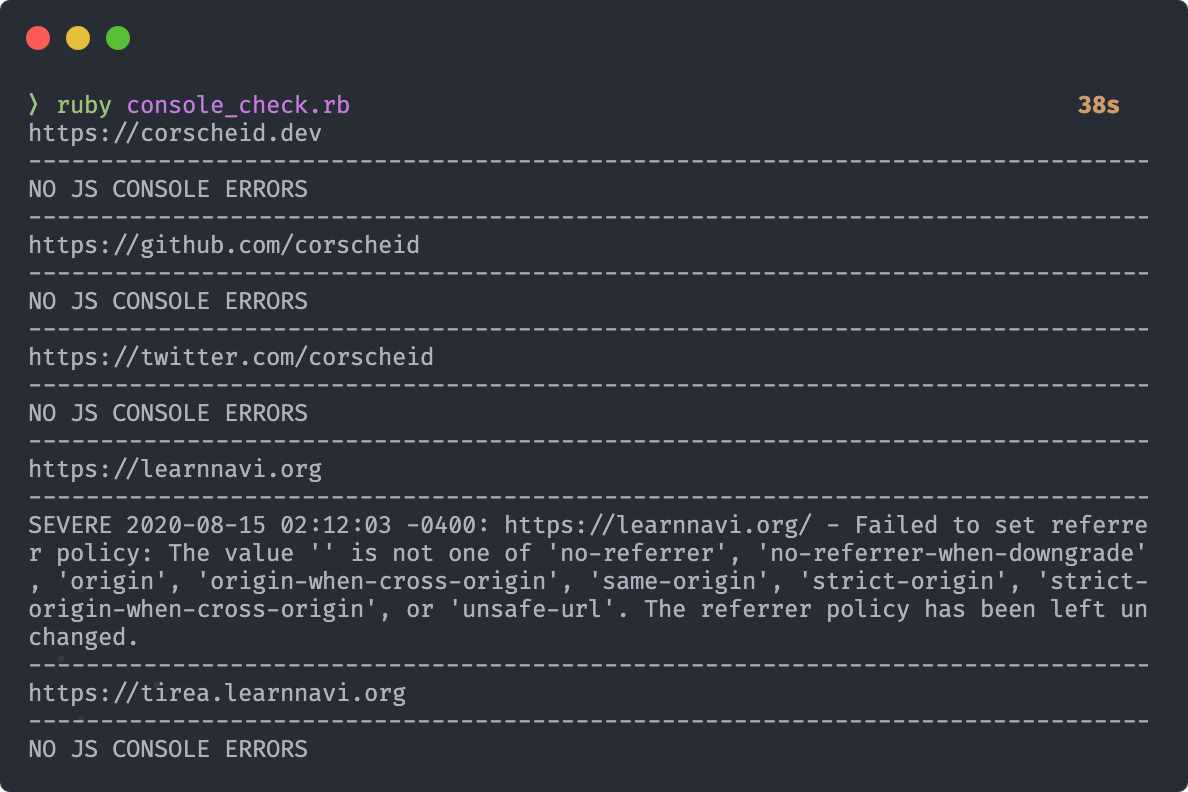 ❯ ruby console_check.rb 38s
https://corscheid.dev
--------------------------------------------------------------------------------
NO JS CONSOLE ERRORS
--------------------------------------------------------------------------------
https://github.com/corscheid
--------------------------------------------------------------------------------
NO JS CONSOLE ERRORS
--------------------------------------------------------------------------------
https://twitter.com/corscheid
--------------------------------------------------------------------------------
NO JS CONSOLE ERRORS
--------------------------------------------------------------------------------
https://learnnavi.org
--------------------------------------------------------------------------------
SEVERE 2020-08-15 02:12:03 -0400: https://learnnavi.org/ - Failed to set referre
r policy: The value '' is not one of 'no-referrer', 'no-referrer-when-downgrade'
, 'origin', 'origin-when-cross-origin', 'same-origin', 'strict-origin', 'strict-
origin-when-cross-origin', or 'unsafe-url'. The referrer policy has been left un
changed.
--------------------------------------------------------------------------------
https://tirea.learnnavi.org
--------------------------------------------------------------------------------
NO JS CONSOLE ERRORS